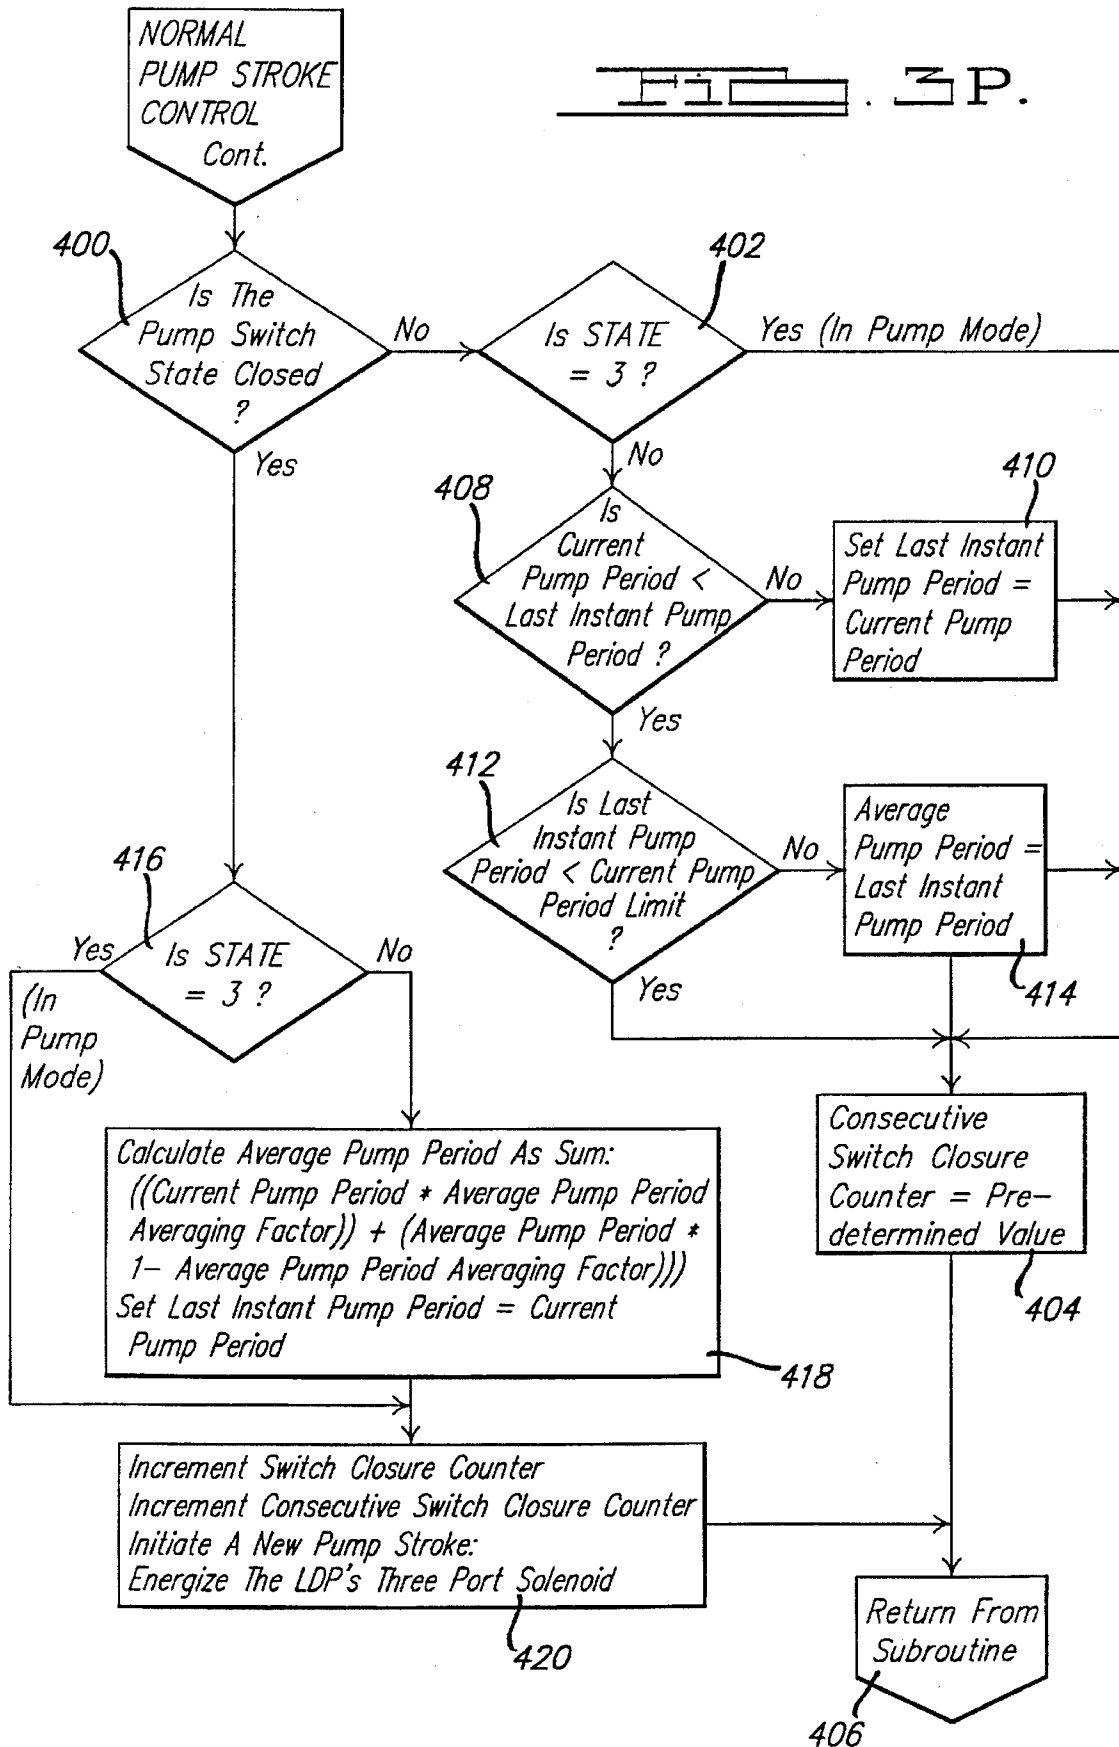 NORMAL
PUMP STROKE
CONTROL
Cont.
FIG. 3P.
400
Is The
Pump Switch
State Closed
?
No
Yes
402
Is STATE
= 3 ?
Yes (In Pump Mode)
No
408
Is
Current
Pump Period <
Last Instant Pump
Period ?
No
Yes
410
Set Last Instant
Pump Period =
Current Pump
Period
412
Is Last
Instant Pump
Period < Current Pump
Period Limit
?
No
Yes
Average
Pump Period =
Last Instant
Pump Period
414
416
Is STATE
= 3 ?
Yes
(In
Pump
Mode)
No
Consecutive
Switch Closure
Counter = Pre-
determined Value
404
Calculate Average Pump Period As Sum:
((Current Pump Period * Average Pump Period
Averaging Factor)) + (Average Pump Period *
1- Average Pump Period Averaging Factor)))
Set Last Instant Pump Period = Current
Pump Period
418
Increment Switch Closure Counter
Increment Consecutive Switch Closure Counter
Initiate A New Pump Stroke:
Energize The LDP's Three Port Solenoid
420
Return From
Subroutine
406